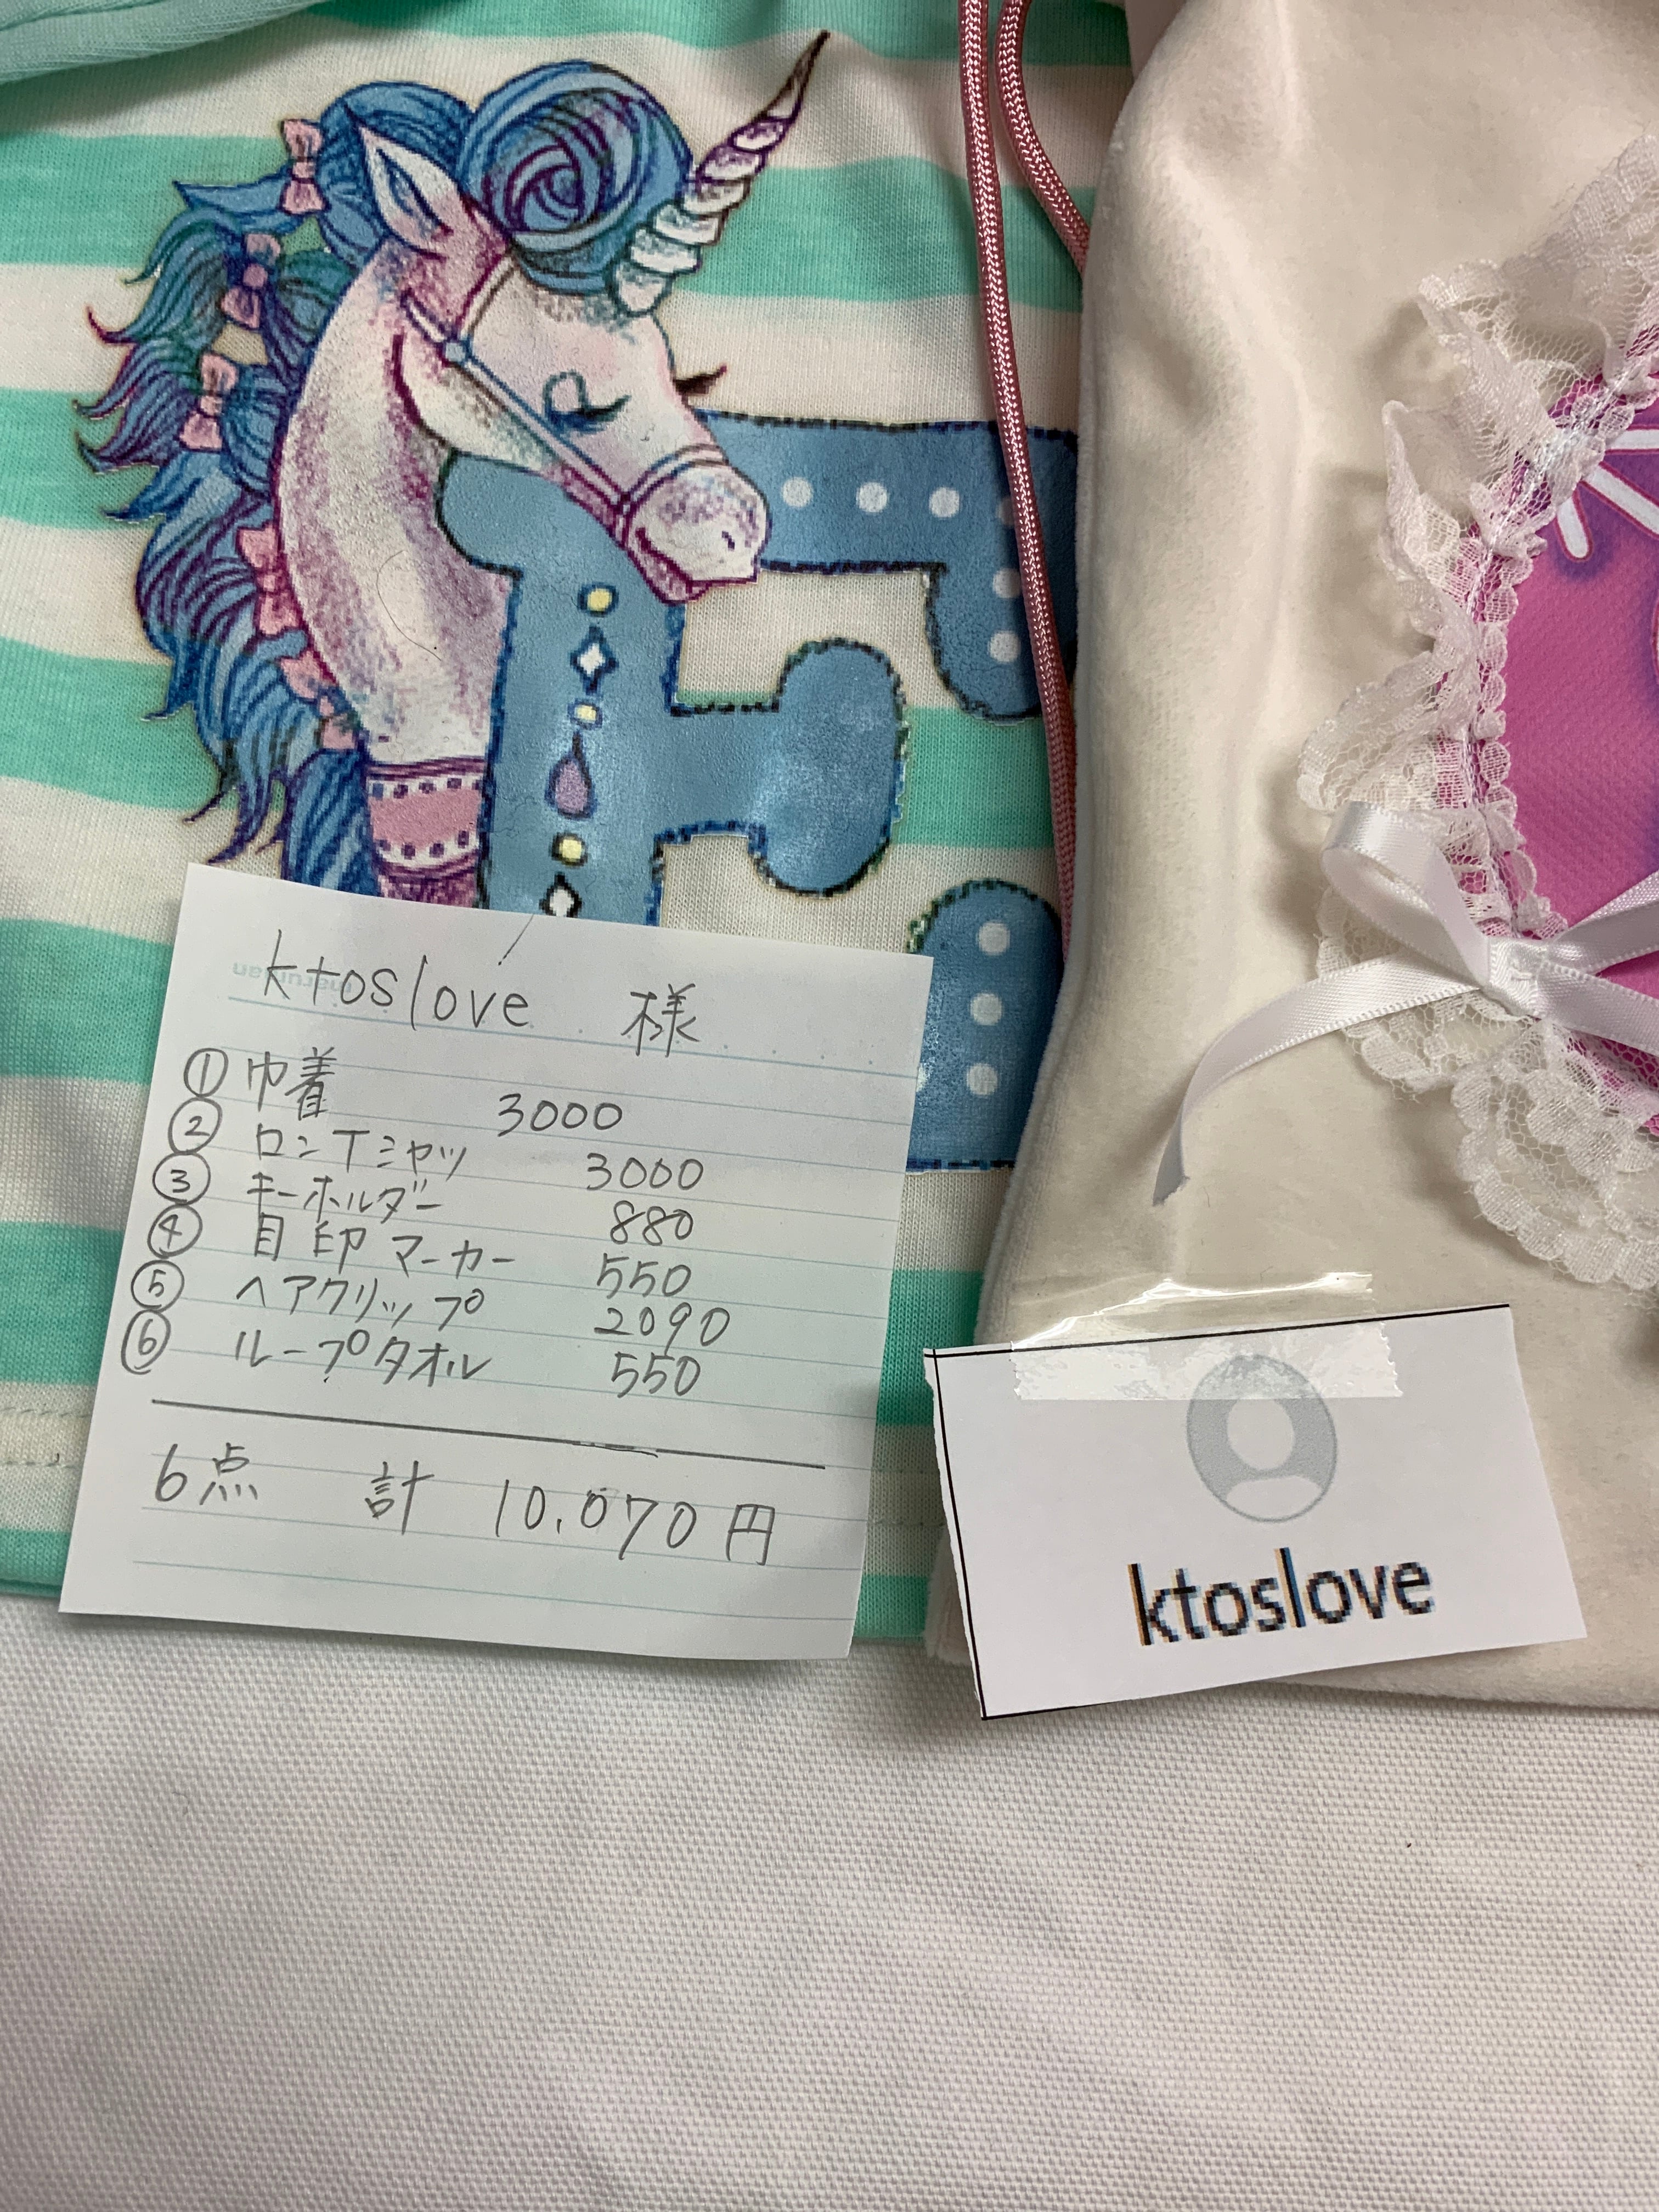 ktoslove 様
① 巾着 3000
② ロンTシャツ 3000
③ キーホルダー 880
④ 目印マーカー 550
⑤ ヘアクリップ 2090
⑥ ループタオル 550
6点 計 10,070円
ktoslove